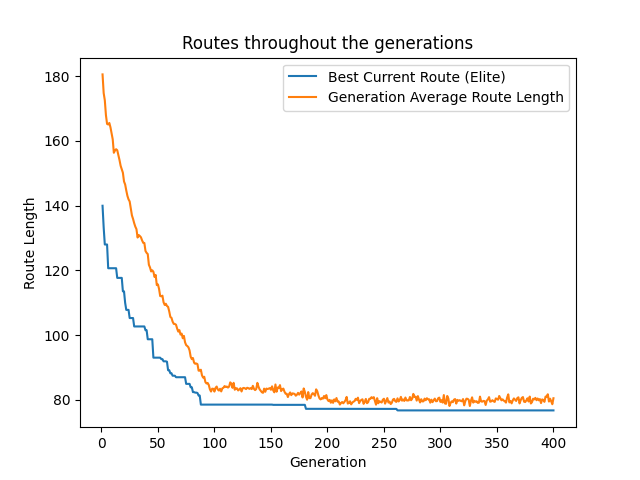 Routes throughout the generations
Best Current Route (Elite)
Generation Average Route Length
Route Length
180
160
140
120
100
80
0 50 100 150 200 250 300 350 400
Generation